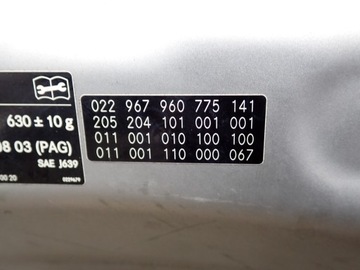 022 967 960 775 141
205 204 101 001 001
011 001 010 100 100
011 001 110 000 067
630 ± 10 g
08 03 (PAG)
SAE J639